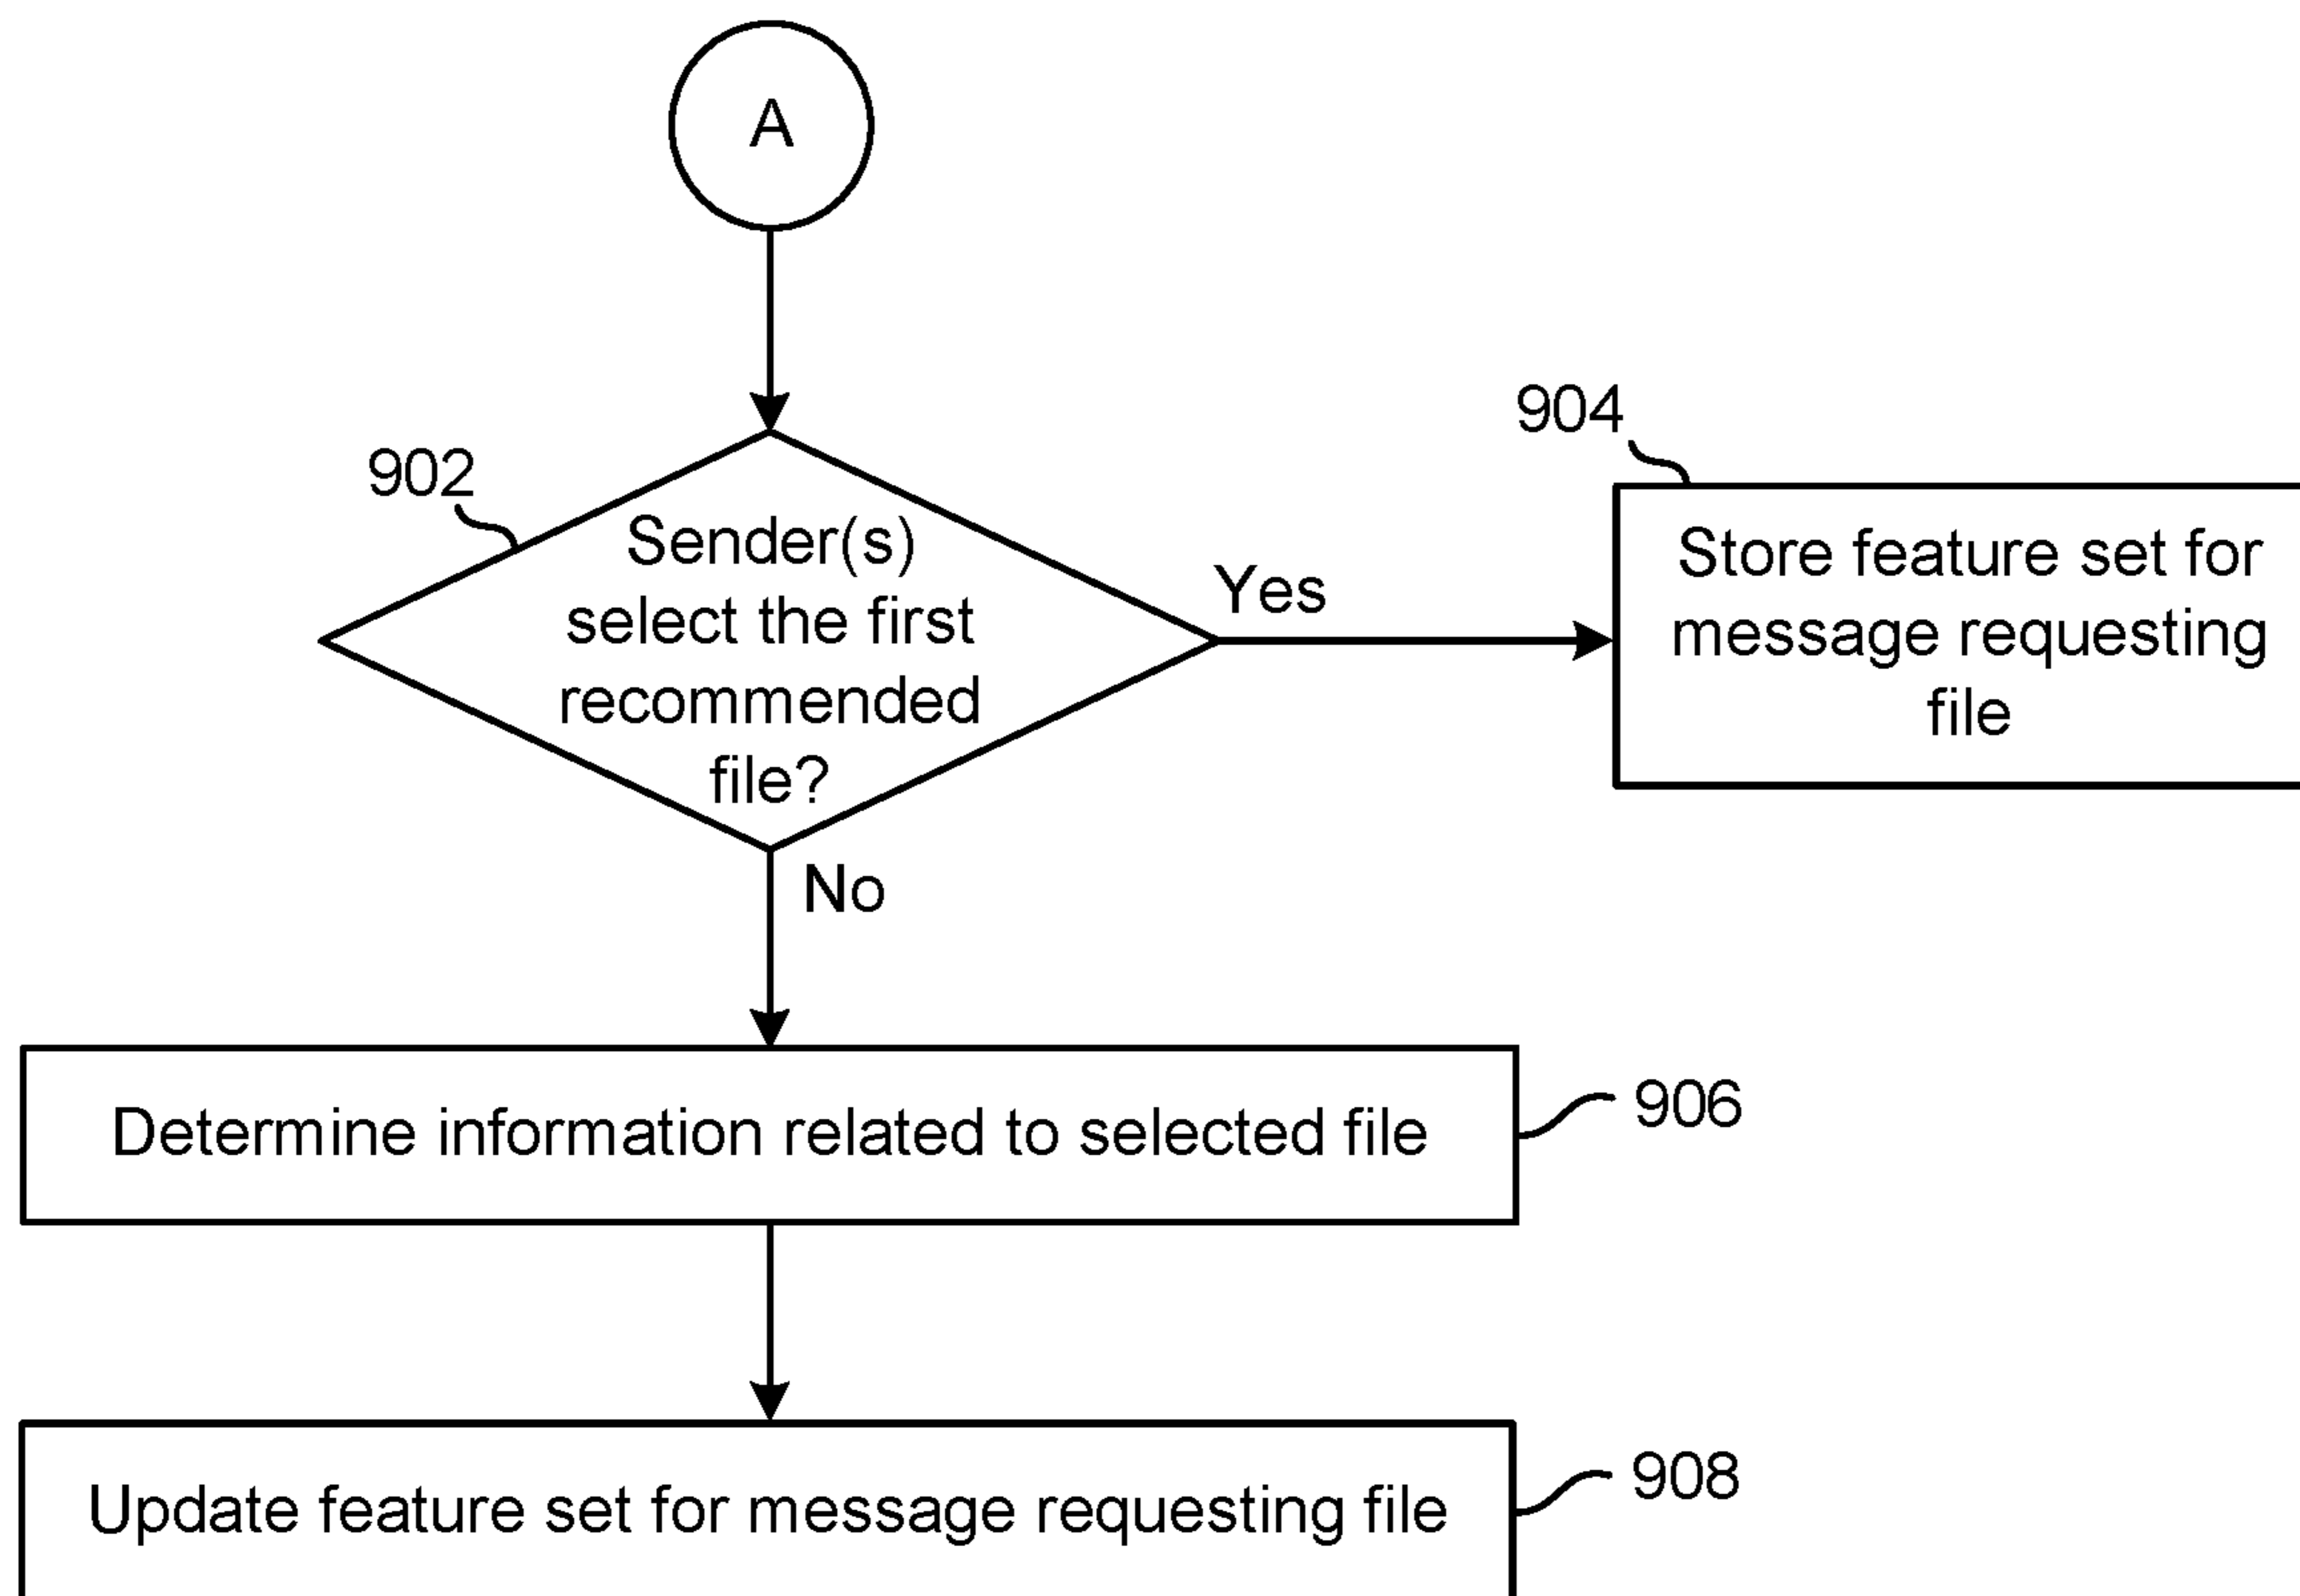 A
902
Sender(s)
select the first
recommended
file?
Yes
904
Store feature set for
message requesting
file
No
Determine information related to selected file
906
Update feature set for message requesting file
908